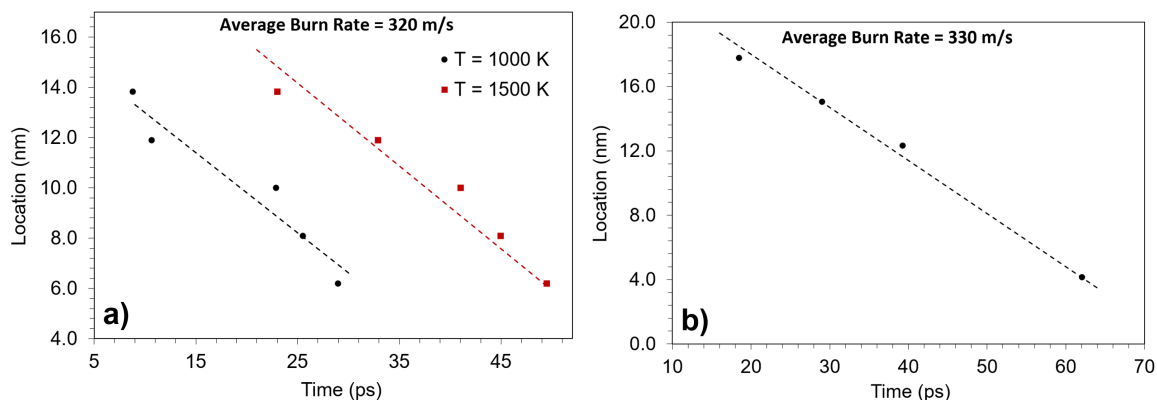 Average Burn Rate = 320 m/s
T = 1000 K
T = 1500 K
Location (nm)
16.0
14.0
12.0
10.0
8.0
6.0
4.0
a)
5 15 25 35 45
Time (ps)
Average Burn Rate = 330 m/s
Location (nm)
20.0
16.0
12.0
8.0
4.0
0.0
b)
10 20 30 40 50 60 70
Time (ps)